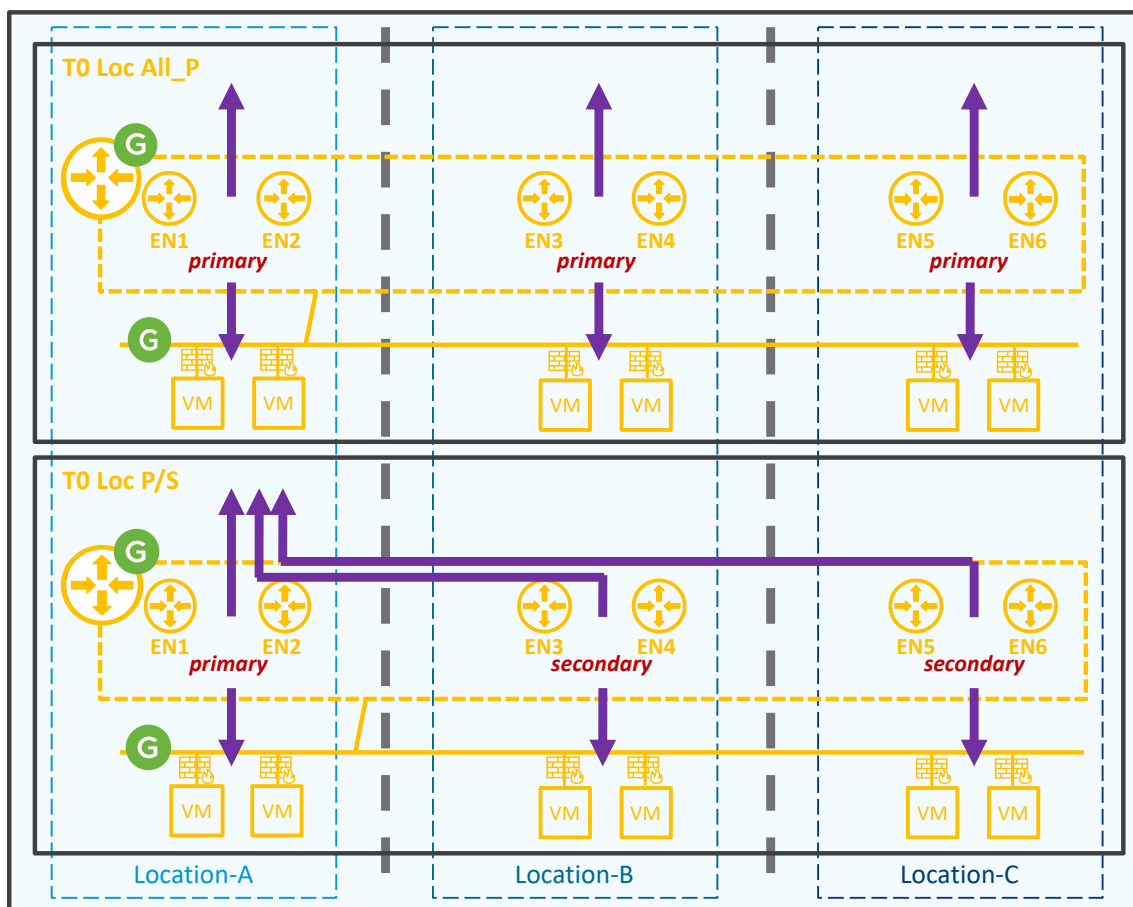 T0 Loc All_P
G
EN1 EN2 EN3 EN4 EN5 EN6
primary primary primary
G
VM VM VM VM VM VM
T0 Loc P/S
G
EN1 EN2 EN3 EN4 EN5 EN6
primary secondary secondary
G
VM VM VM VM VM VM
Location-A Location-B Location-C